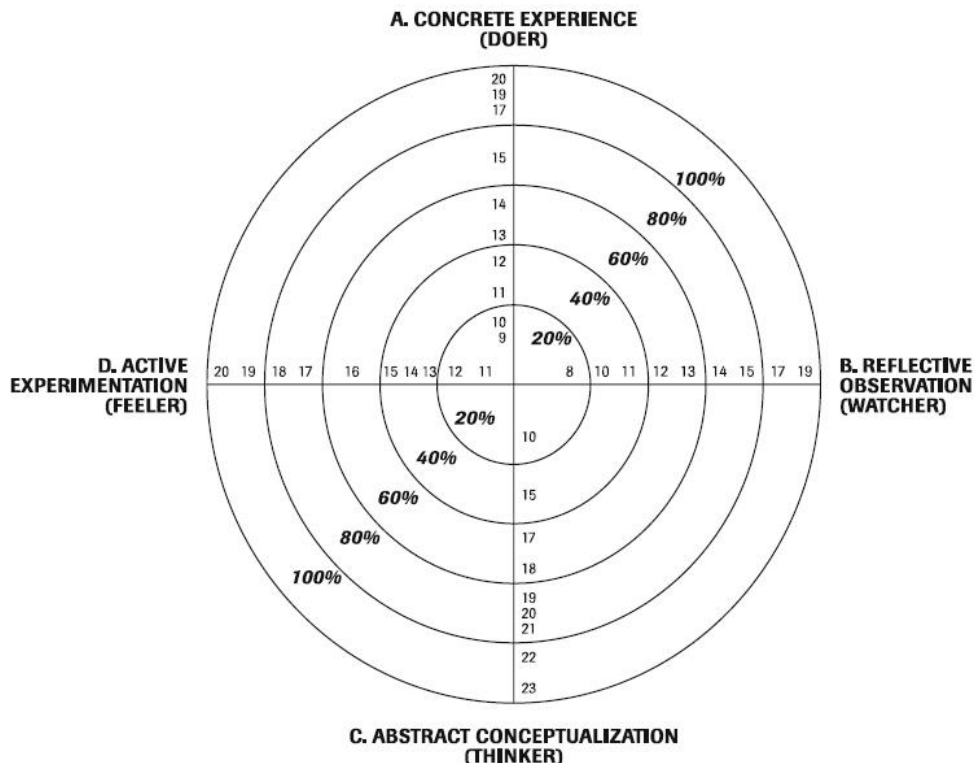 A. CONCRETE EXPERIENCE
(DOER)
20
19
17
15
100%
14
80%
13
60%
12
11
40%
10
9
20%
D. ACTIVE
EXPERIMENTATION
(FEELER)
20 19 18 17 16 15 14 13 12 11 8 10 11 12 13 14 15 17 19
B. REFLECTIVE
OBSERVATION
(WATCHER)
20%
10
40%
60%
15
80%
17
100%
18
19
20
21
22
23
C. ABSTRACT CONCEPTUALIZATION
(THINKER)